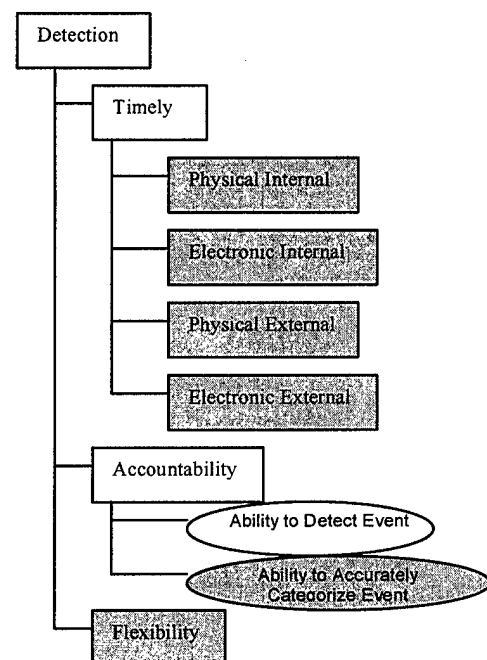 Detection
Timely
Physical Internal
Electronic Internal
Physical External
Electronic External
Accountability
Ability to Detect Event
Ability to Accurately
Categorize Event
Flexibility